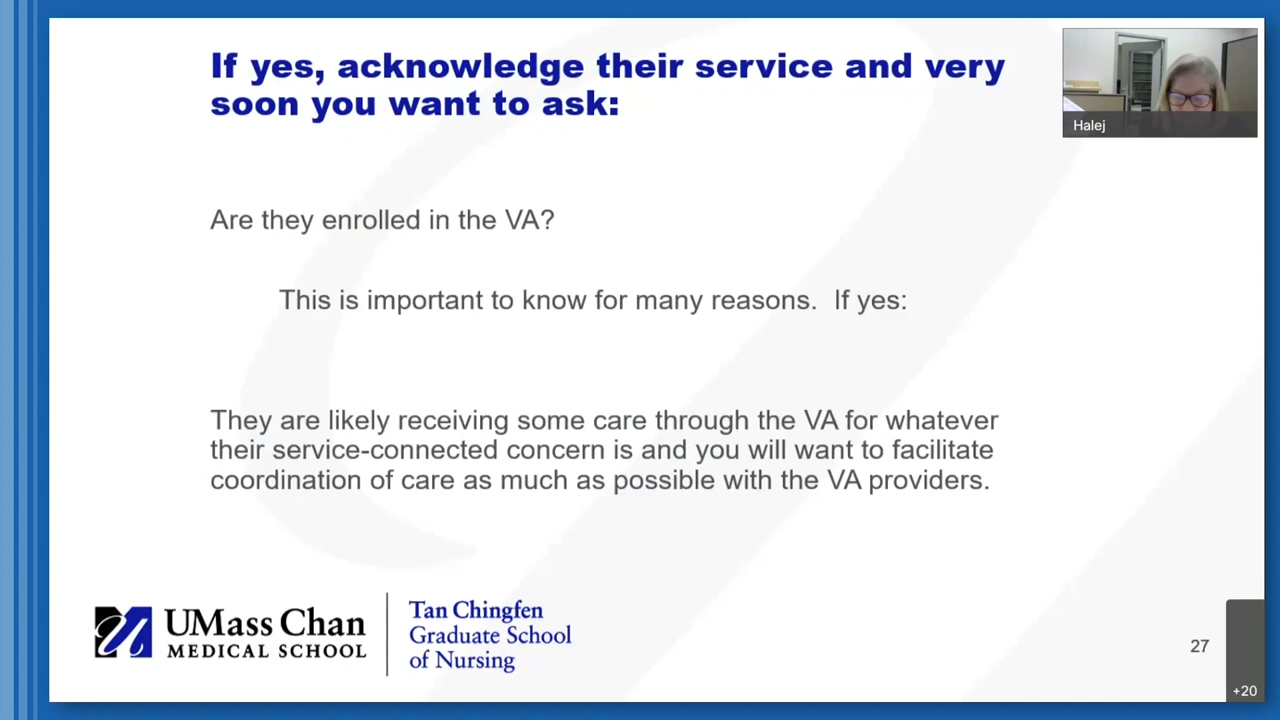 If yes, acknowledge their service and very
soon you want to ask:
Halej
Are they enrolled in the VA?
This is important to know for many reasons.  If yes:
They are likely receiving some care through the VA for whatever
their service-connected concern is and you will want to facilitate
coordination of care as much as possible with the VA providers.
UMass Chan
MEDICAL SCHOOL
Tan Chingfen
Graduate School
of Nursing
27
+20